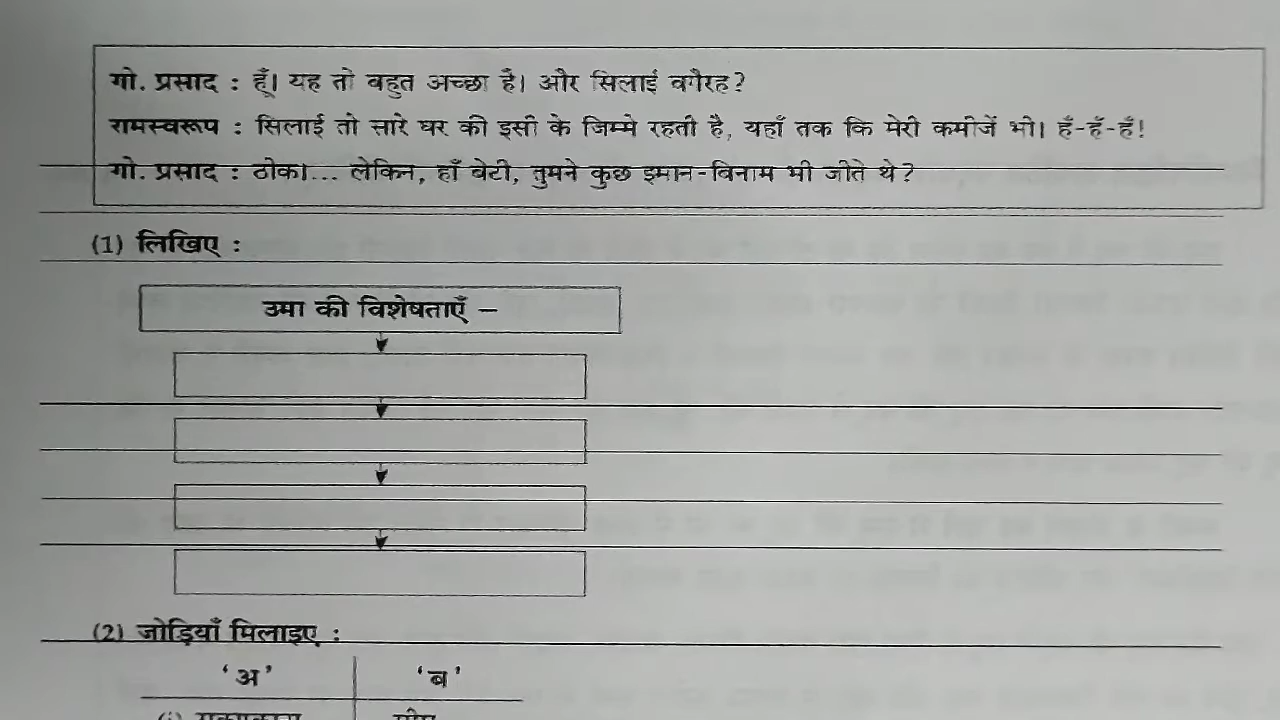 गो. प्रसाद : हूँ। यह तो बहुत अच्छा है। और सिलाई वगैरह?
रामस्वरूप : सिलाई तो सारे घर की इसी के जिम्मे रहती है, यहाँ तक कि मेरी कमीजें भी। हँ-हँ-हँ!
गो. प्रसाद : ठीक।... लेकिन, हाँ बेटी, तुमने कुछ इमान-विनाम भी जीते थे?
(1) लिखिए :
उमा की विशेषताएँ –
(2) जोड़ियाँ मिलाइए :
'अ' 'ब'
(i)